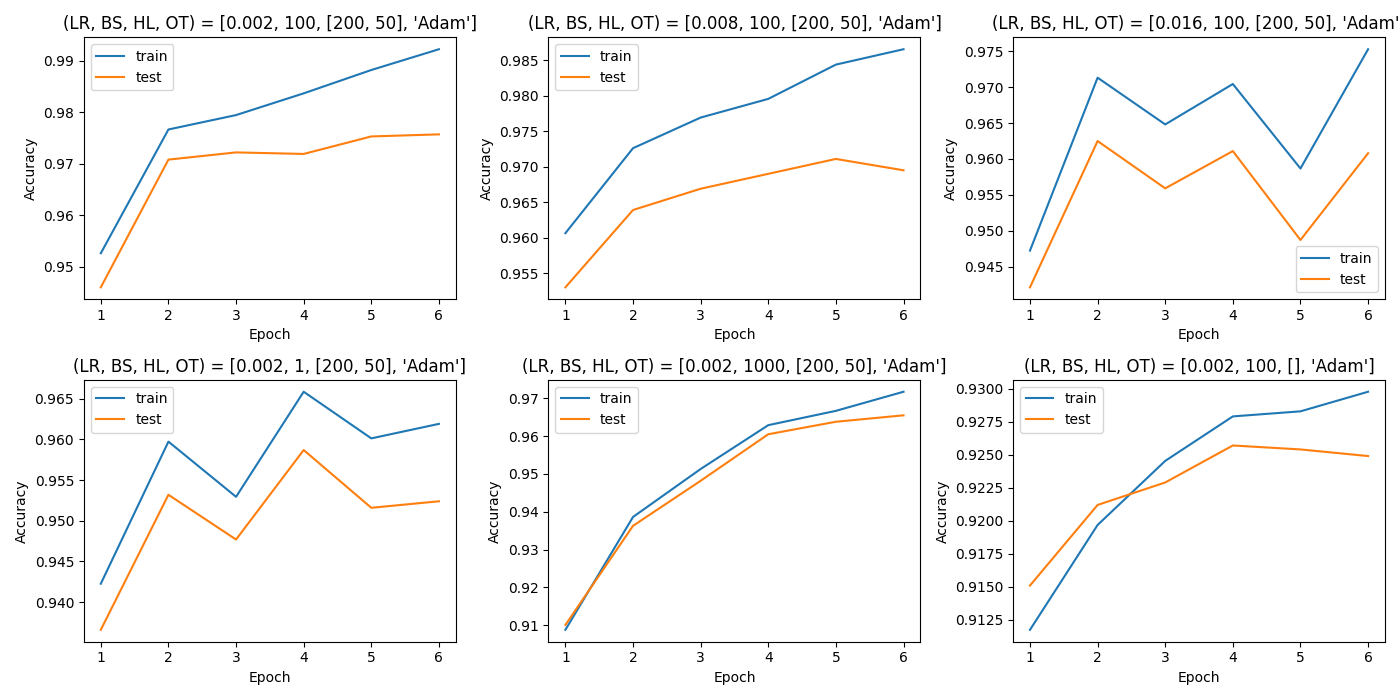 (LR, BS, HL, OT) = [0.002, 100, [200, 50], 'Adam']
0.99
0.98
0.97
0.96
0.95
Accuracy
train
test
1 2 3 4 5 6
Epoch
(LR, BS, HL, OT) = [0.008, 100, [200, 50], 'Adam']
0.985
0.980
0.975
0.970
0.965
0.960
0.955
Accuracy
train
test
1 2 3 4 5 6
Epoch
(LR, BS, HL, OT) = [0.016, 100, [200, 50], 'Adam'
0.975
0.970
0.965
0.960
0.955
0.950
0.945
Accuracy
train
test
1 2 3 4 5 6
Epoch
(LR, BS, HL, OT) = [0.002, 1, [200, 50], 'Adam']
0.965
0.960
0.955
0.950
0.945
0.940
Accuracy
train
test
1 2 3 4 5 6
Epoch
(LR, BS, HL, OT) = [0.002, 1000, [200, 50], 'Adam']
0.97
0.96
0.95
0.94
0.93
0.92
0.91
Accuracy
train
test
1 2 3 4 5 6
Epoch
(LR, BS, HL, OT) = [0.002, 100, [], 'Adam']
0.9300
0.9275
0.9250
0.9225
0.9200
0.9175
0.9150
0.9125
Accuracy
train
test
1 2 3 4 5 6
Epoch